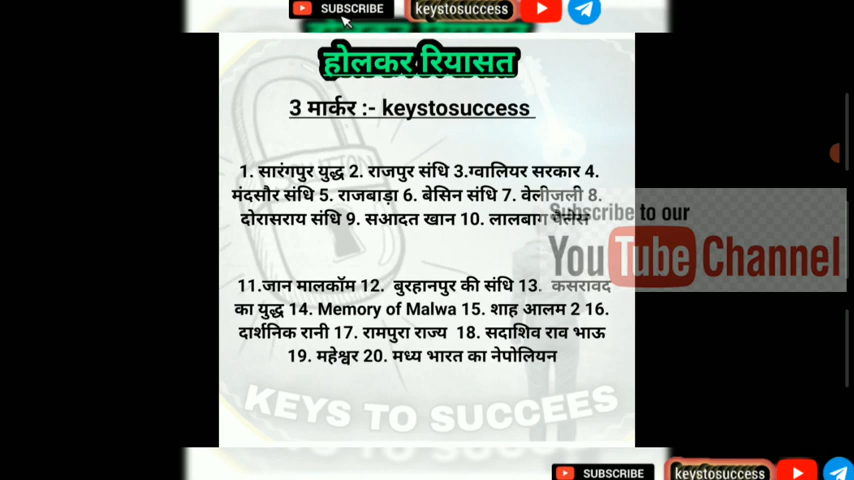 SUBSCRIBE keystosuccess
होलकर रियासत
3 मार्कर :- keystosuccess
1. सारंगपुर युद्ध 2. राजपुर संधि 3.ग्वालियर सरकार 4.
मंदसौर संधि 5. राजबाड़ा 6. बेसिन संधि 7. वेलीजली 8.
दोरासराय संधि 9. सआदत खान 10. लालबाग पैलेस
Subscribe to our
YouTube Channel
11.जान मालकॉम 12. बुरहानपुर की संधि 13. कसरावद
का युद्ध 14. Memory of Malwa 15. शाह आलम 2 16.
दार्शनिक रानी 17. रामपुरा राज्य 18. सदाशिव राव भाऊ
19. महेश्वर 20. मध्य भारत का नेपोलियन
KEYS TO SUCCEES
SUBSCRIBE keystosuccess